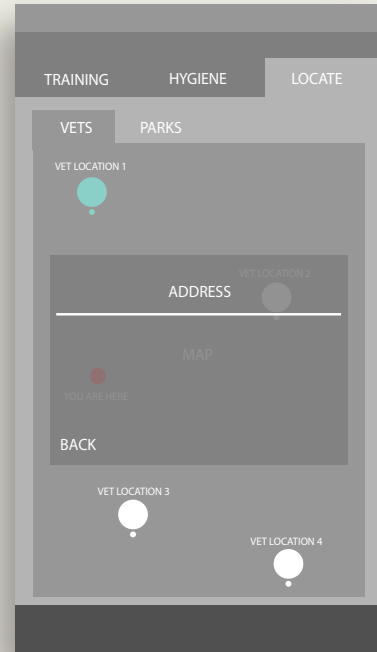 TRAINING HYGIENE LOCATE
VETS PARKS
VET LOCATION 1
VET LOCATION 2
ADDRESS
MAP
YOU ARE HERE
BACK
VET LOCATION 3
VET LOCATION 4